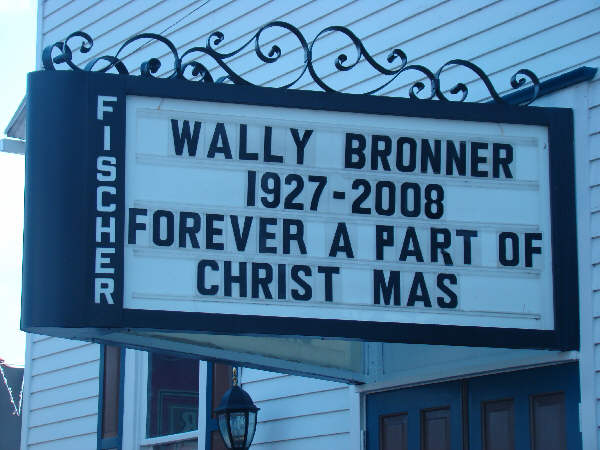 FISCHER
WALLY BRONNER
1927-2008
FOREVER A PART OF
CHRIST MAS